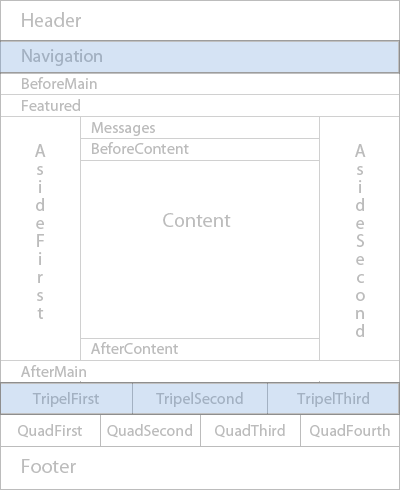 Header
Navigation
BeforeMain
Featured
AsideFirst
Messages
BeforeContent
Content
AfterContent
AsideSecond
AfterMain
TripelFirst TripelSecond TripelThird
QuadFirst QuadSecond QuadThird QuadFourth
Footer